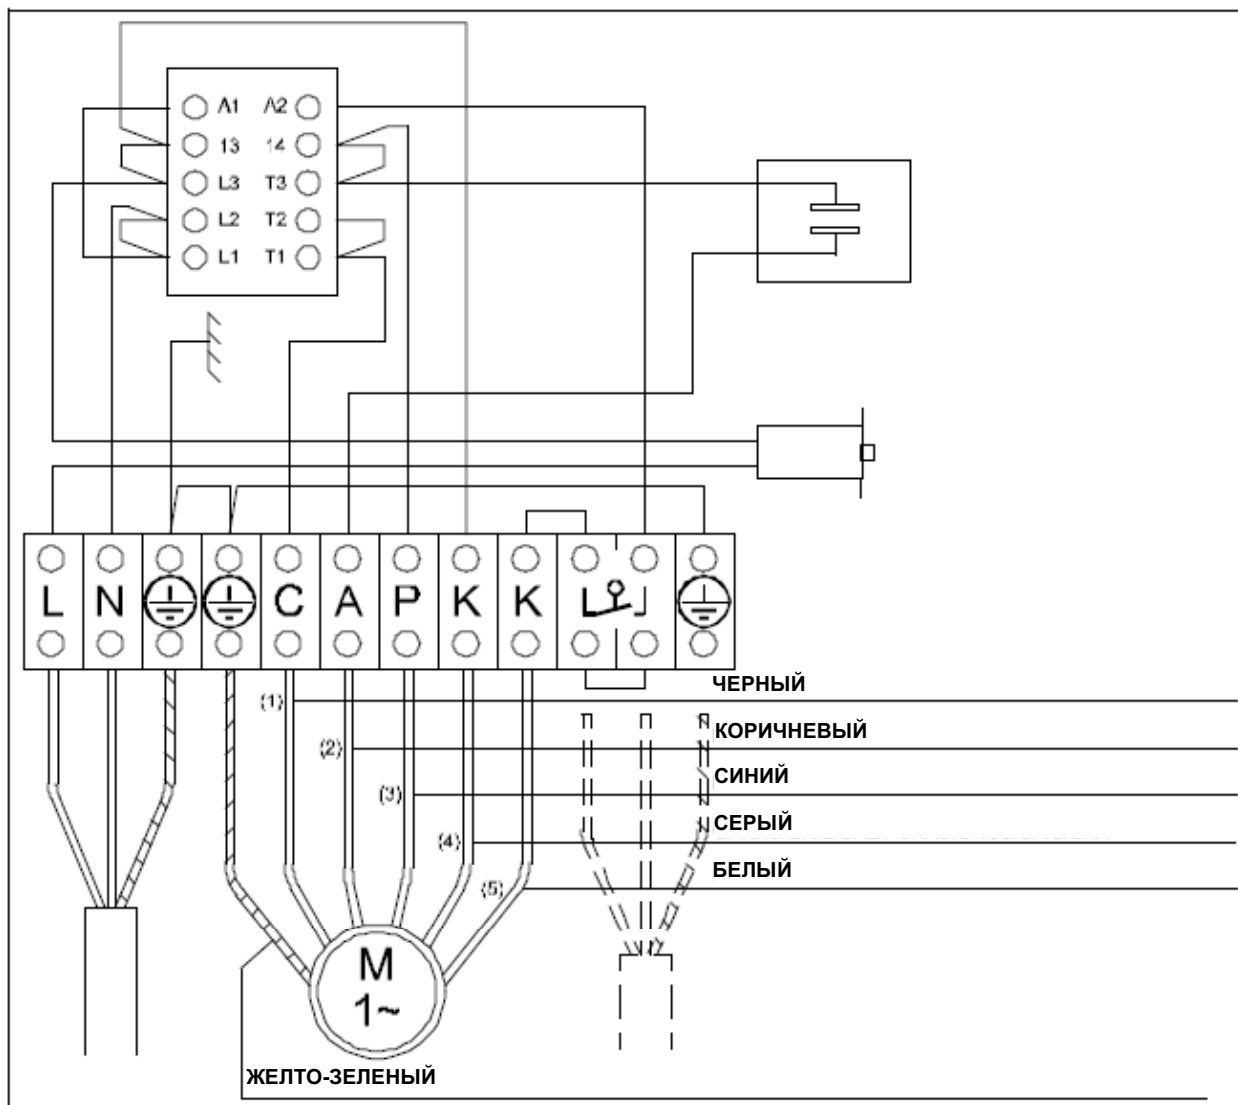 A1 A2
13 14
L3 T3
L2 T2
L1 T1
L N C A P K K L J
ЧЕРНЫЙ
(1)
КОРИЧНЕВЫЙ
(2)
СИНИЙ
(3)
СЕРЫЙ
(4)
БЕЛЫЙ
(5)
M
1~
ЖЕЛТО-ЗЕЛЕНЫЙ